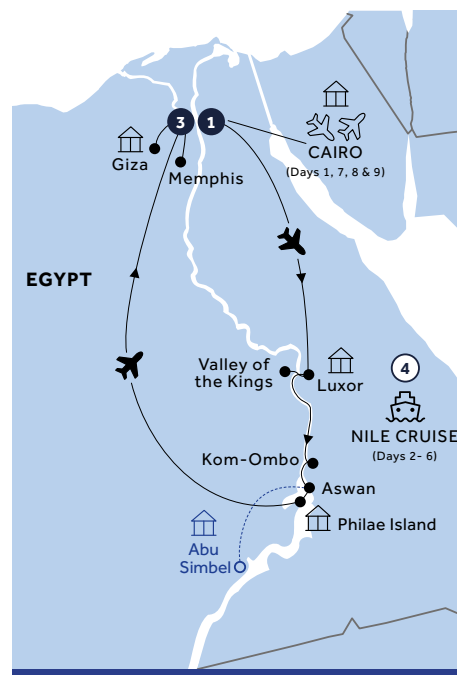 3
1
CAIRO
(Days 1, 7, 8 & 9)
Giza
Memphis
EGYPT
Valley of
the Kings
Luxor
4
NILE CRUISE
(Days 2- 6)
Kom-Ombo
Aswan
Philae Island
Abu
Simbel